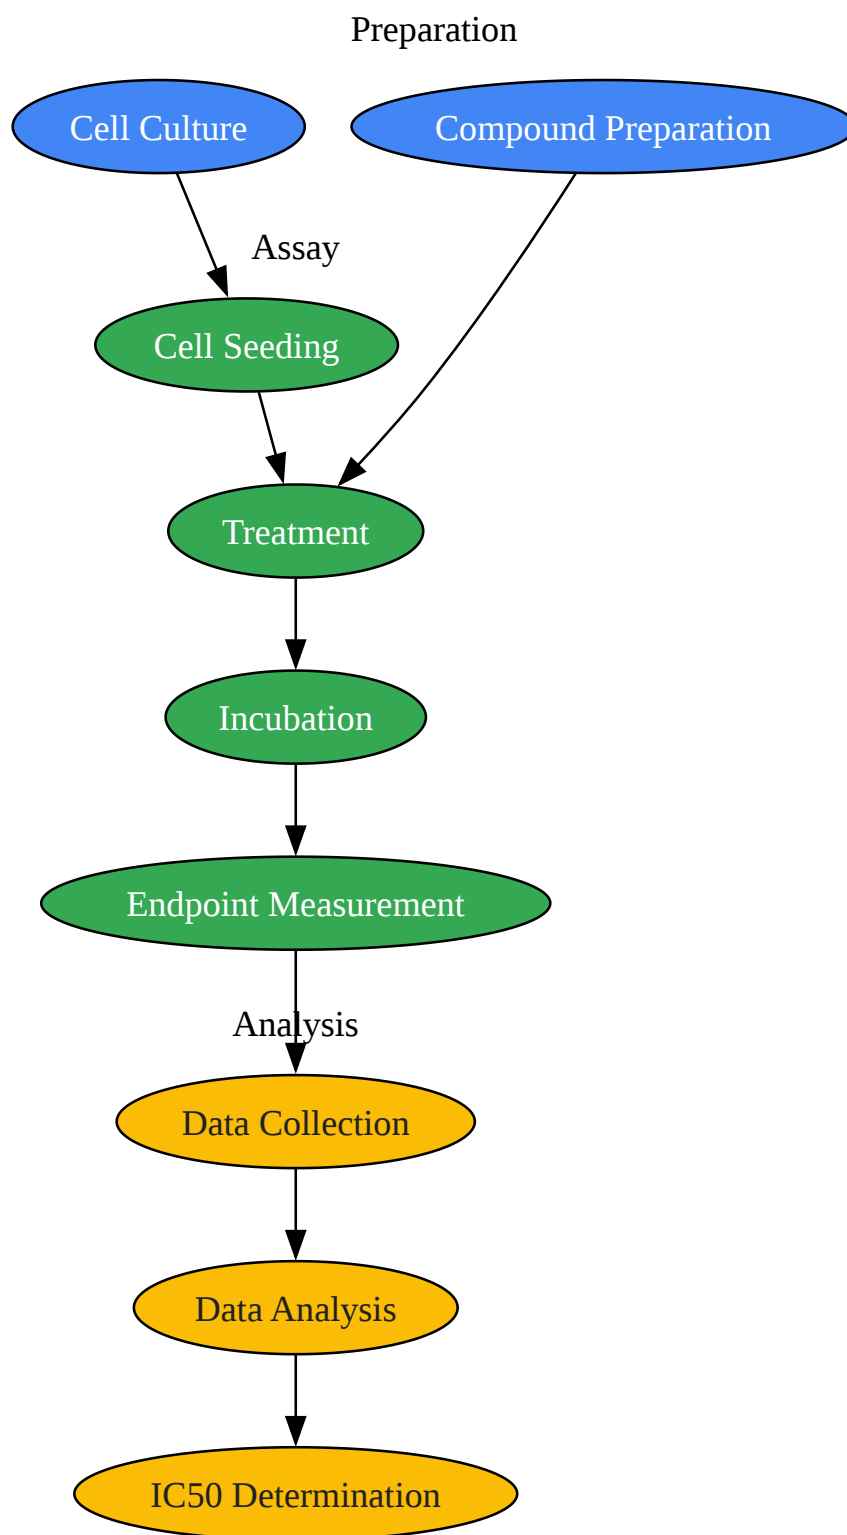 Preparation
Cell Culture
Compound Preparation
Assay
Cell Seeding
Treatment
Incubation
Endpoint Measurement
Analysis
Data Collection
Data Analysis
IC50 Determination